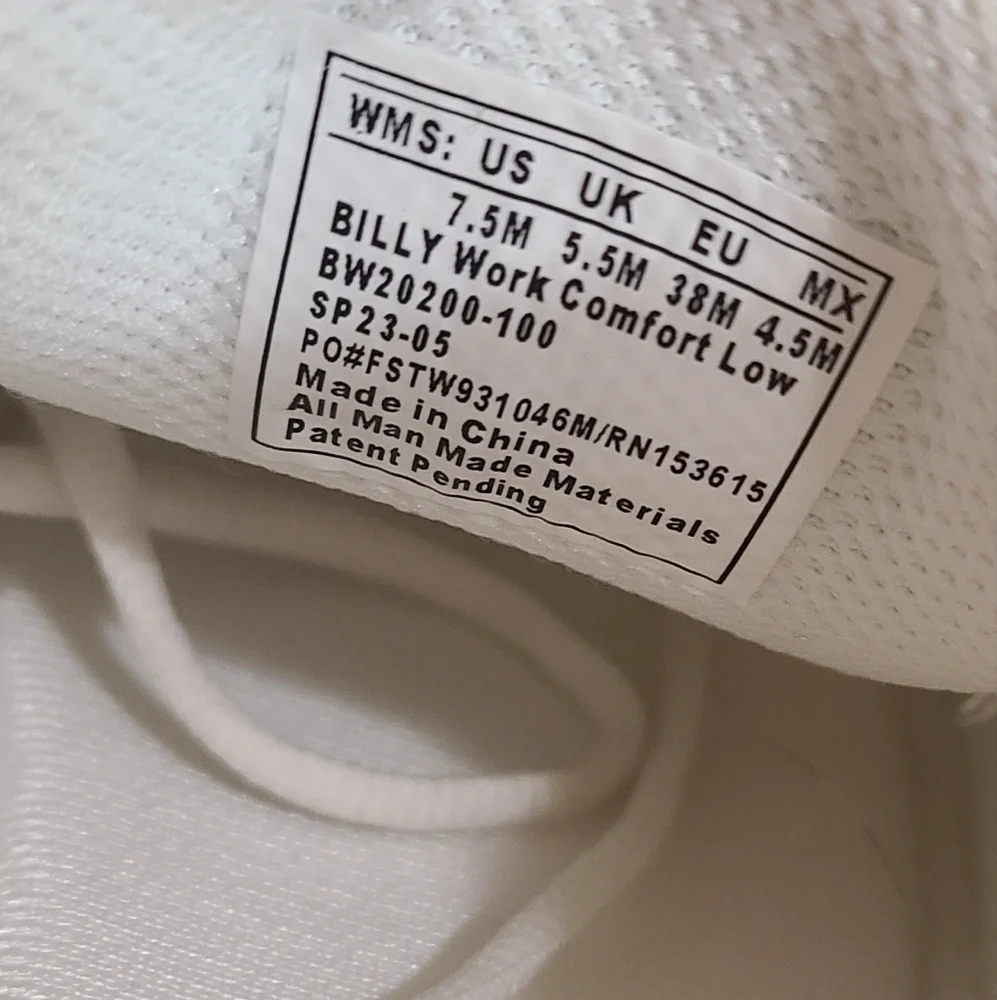 WMS: US UK EU MX
7.5M 5.5M 38M 4.5M
BILLY Work Comfort Low
BW20200-100
SP23-05
PO#FSTW931046M/RN153615
Made in China
All Man Made Materials
Patent Pending